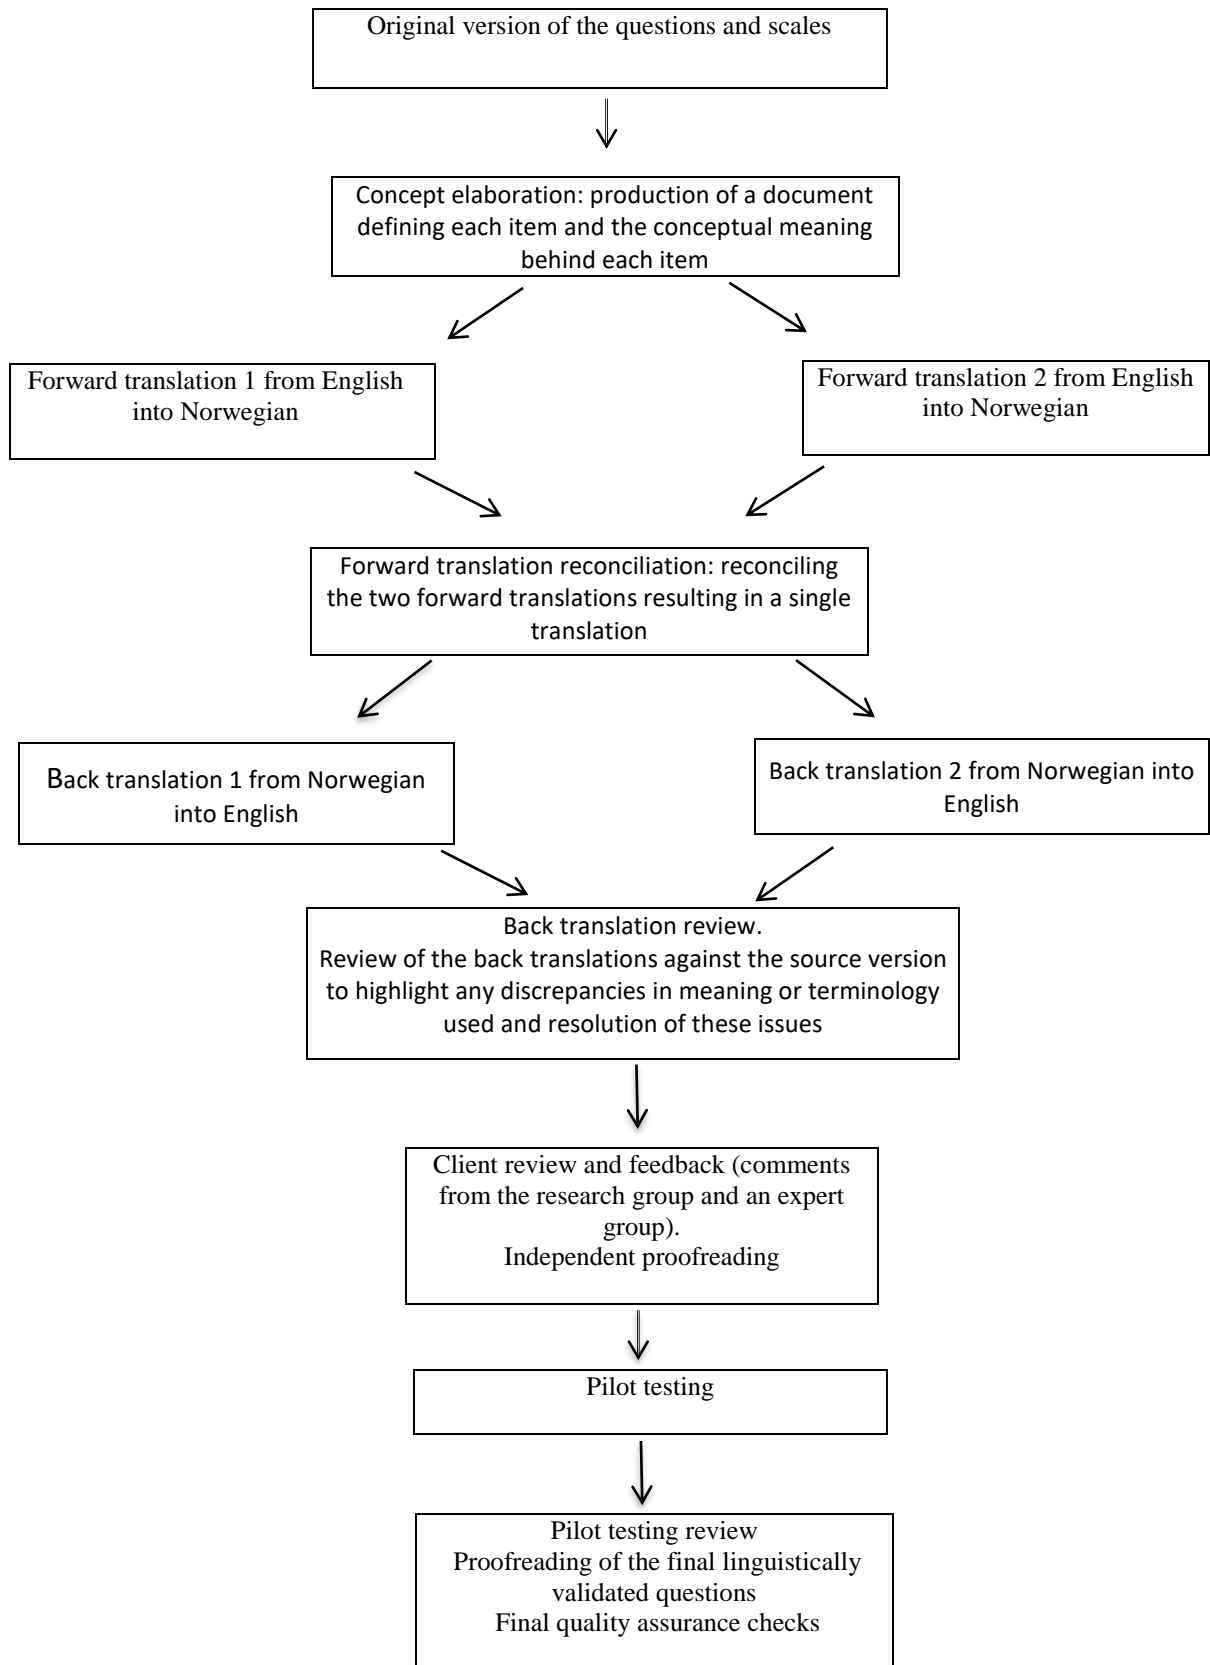 Original version of the questions and scales
Concept elaboration: production of a document
defining each item and the conceptual meaning
behind each item
Forward translation 1 from English
into Norwegian
Forward translation 2 from English
into Norwegian
Forward translation reconciliation: reconciling
the two forward translations resulting in a single
translation
Back translation 1 from Norwegian
into English
Back translation 2 from Norwegian into
English
Back translation review.
Review of the back translations against the source version
to highlight any discrepancies in meaning or terminology
used and resolution of these issues
Client review and feedback (comments
from the research group and an expert
group).
Independent proofreading
Pilot testing
Pilot testing review
Proofreading of the final linguistically
validated questions
Final quality assurance checks